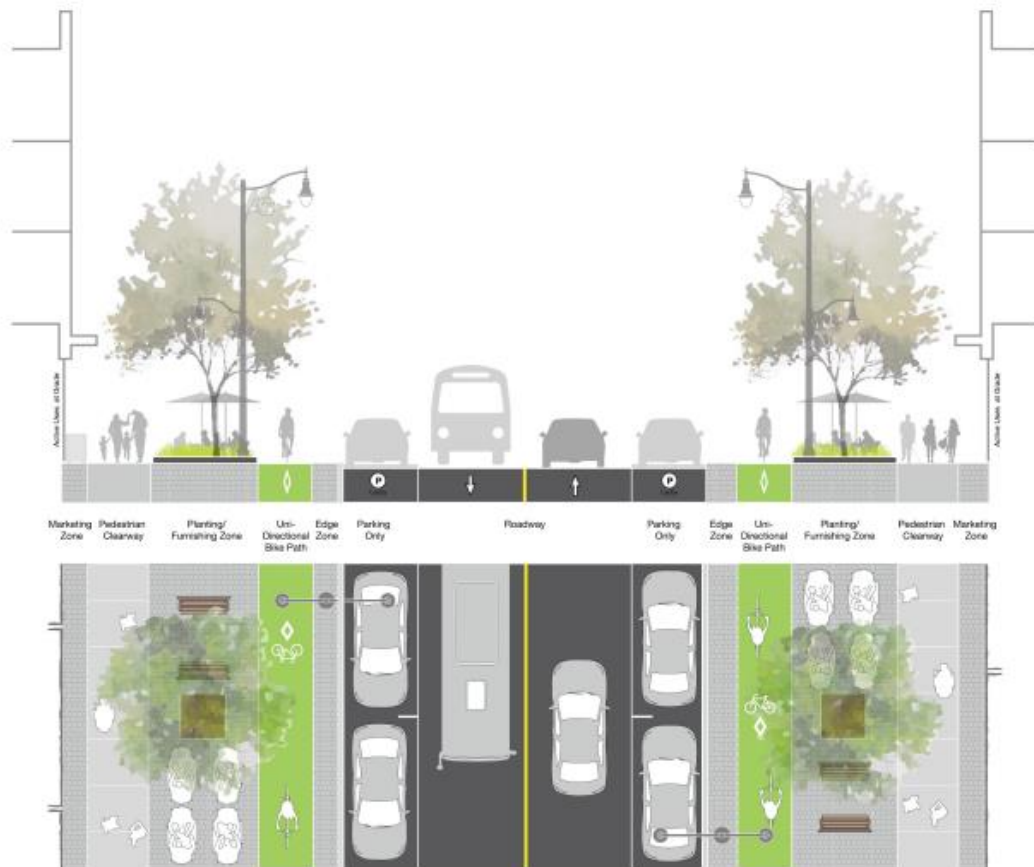 Active Uses at Grade
Active Uses at Grade
P
P
Marketing
Zone
Pedestrian
Clearway
Planting/
Furnishing Zone
Uni-
Directional
Bike Path
Edge
Zone
Parking
Only
Roadway
Parking
Only
Edge
Zone
Uni-
Directional
Bike Path
Planting/
Furnishing Zone
Pedestrian
Clearway
Marketing
Zone